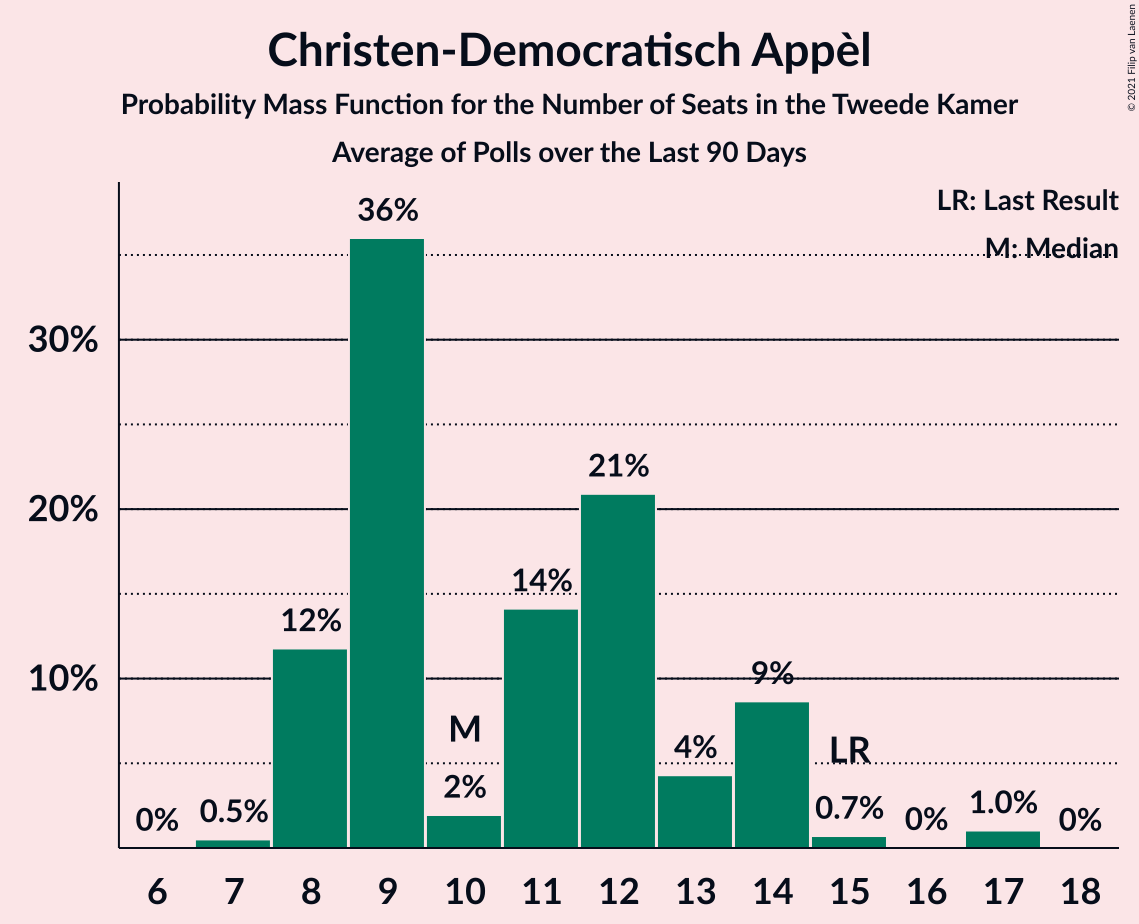 Christen-Democratisch Appèl
Probability Mass Function for the Number of Seats in the Tweede Kamer
Average of Polls over the Last 90 Days
© 2021 Filip van Laenen
LR: Last Result
M: Median
36%
30%
21%
20%
14%
12%
10%
9%
M
LR
4%
2%
0%
0.5%
0.7%
0%
1.0%
0%
6 7 8 9 10 11 12 13 14 15 16 17 18